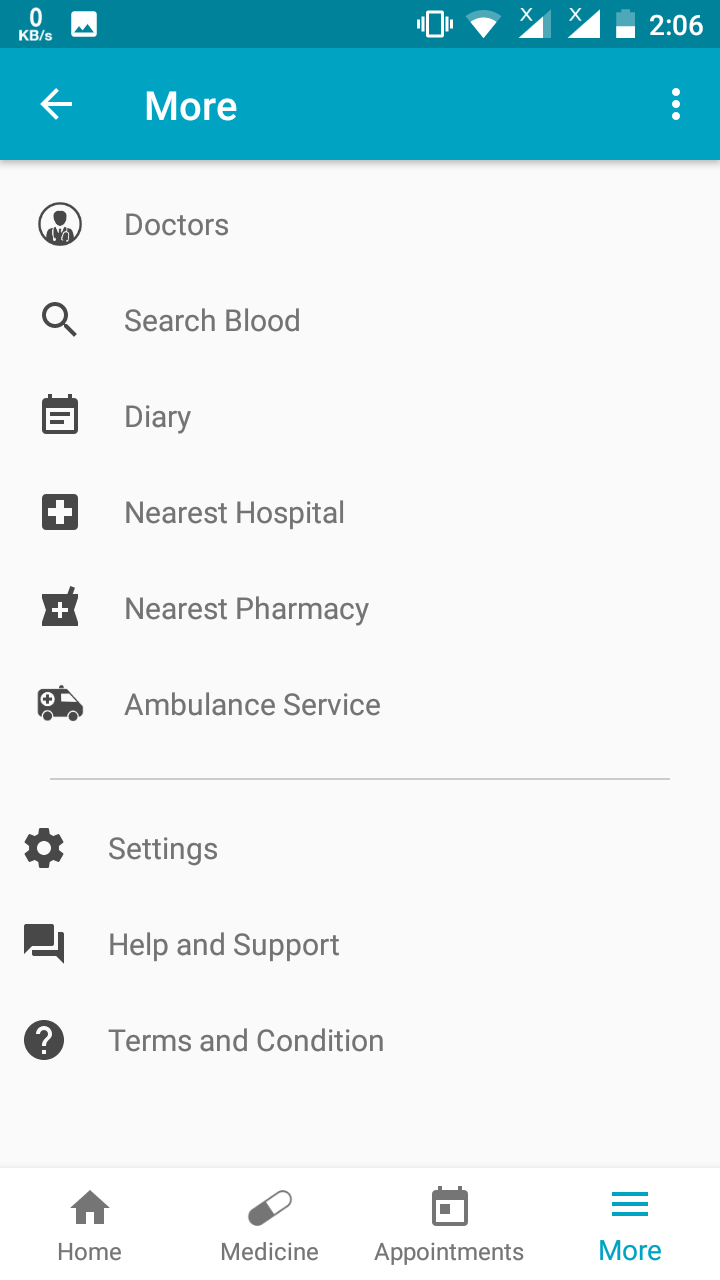 0
KB/s
X
X
2:06
More
Doctors
Search Blood
Diary
Nearest Hospital
Nearest Pharmacy
Ambulance Service
Settings
Help and Support
Terms and Condition
Home
Medicine
Appointments
More